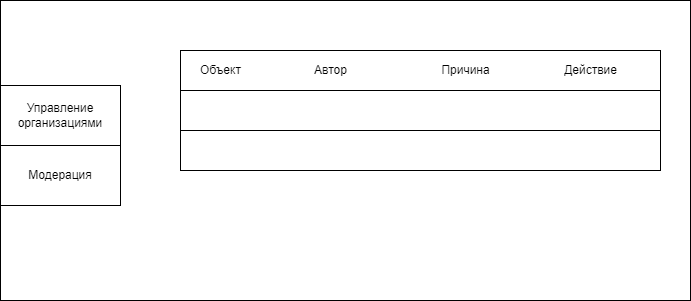 Объект Автор Причина Действие
Управление
организациями
Модерация